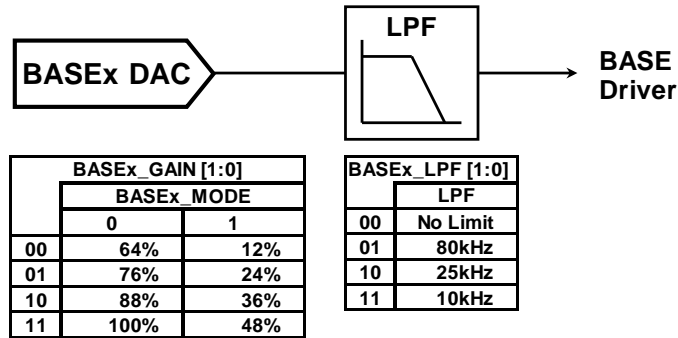 LPF
BASEx DAC
BASE
Driver
BASEx_GAIN [1:0]
BASEx_MODE
0 1
00 64% 12%
01 76% 24%
10 88% 36%
11 100% 48%
BASEx_LPF [1:0]
LPF
00 No Limit
01 80kHz
10 25kHz
11 10kHz